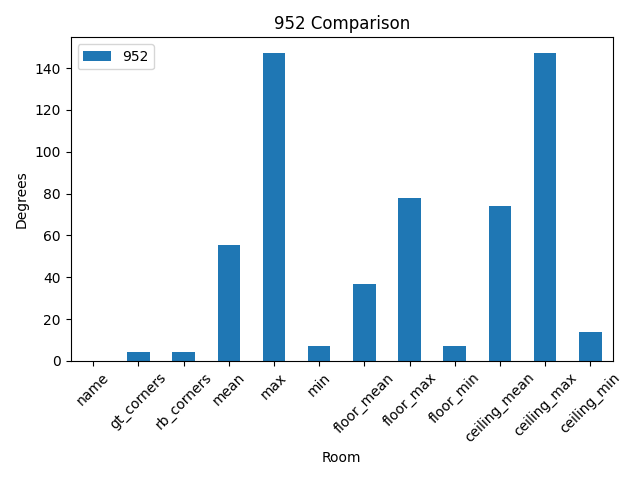 952 Comparison
952
Degrees
140
120
100
80
60
40
20
0
name
gt_corners
rb_corners
mean
max
min
floor_mean
floor_max
floor_min
ceiling_mean
ceiling_max
ceiling_min
Room